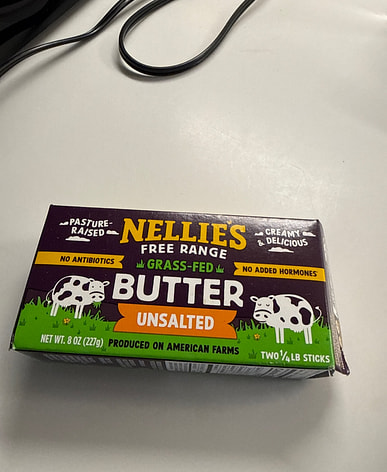 PASTURE-
RAISED
NELLIE'S
FREE RANGE
CREAMY
& DELICIOUS
NO ANTIBIOTICS
GRASS-FED
NO ADDED HORMONES*
BUTTER
UNSALTED
NET WT. 8 OZ (227g)
PRODUCED ON AMERICAN FARMS
TWO 1/4 LB STICKS